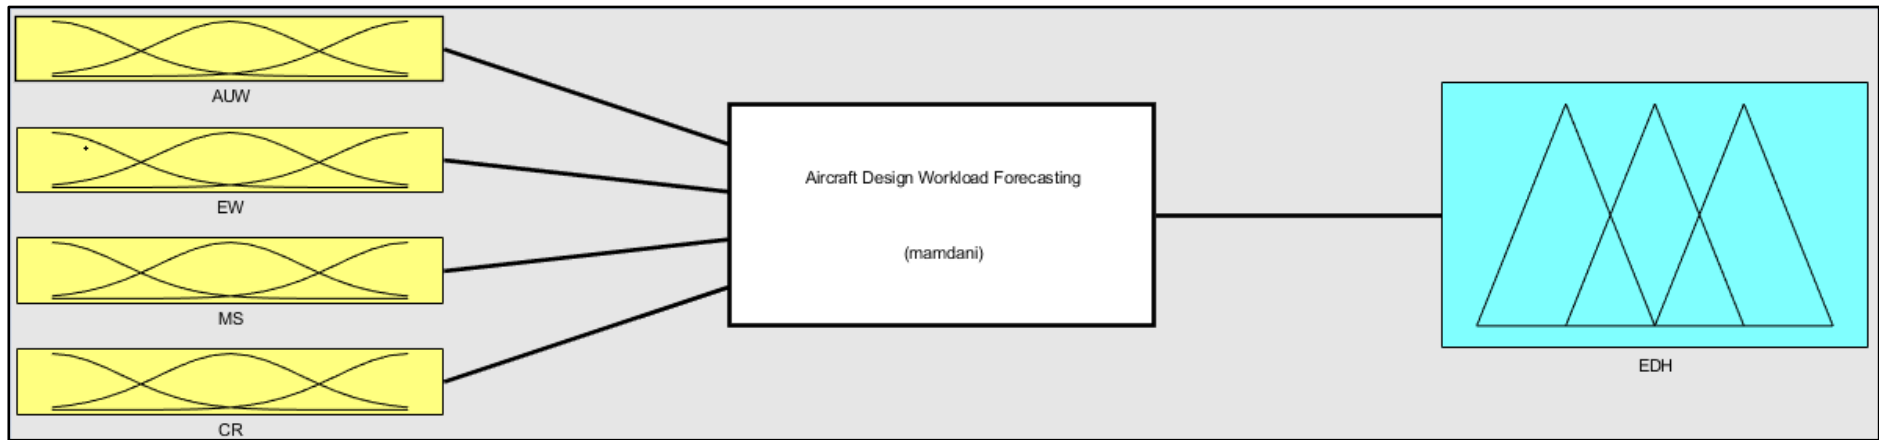 AUW
EW
MS
CR
Aircraft Design Workload Forecasting
(mamdani)
EDH